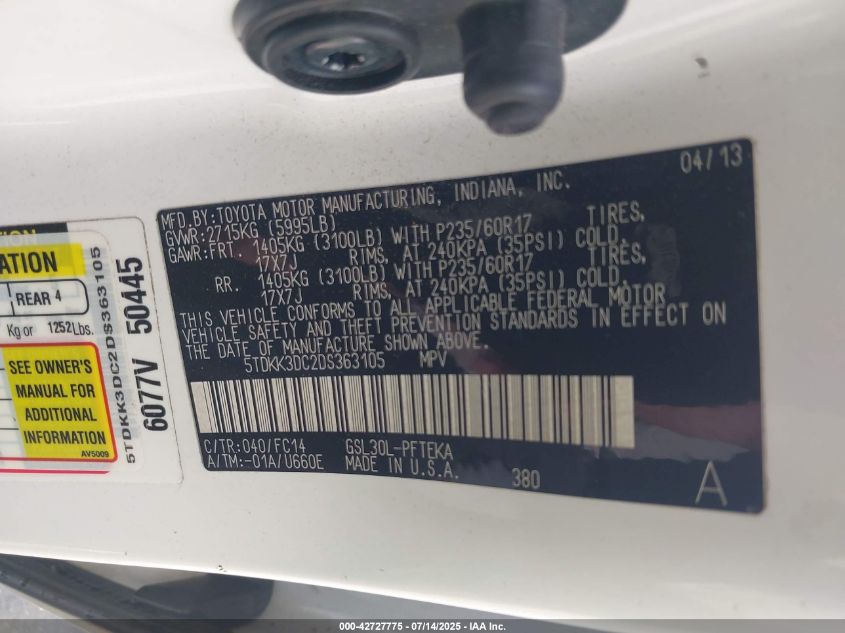 04/13
MFD.BY:TOYOTA MOTOR MANUFACTURING, INDIANA, INC.
GVWR:2715KG (5995LB)
GAWR:FRT 1405KG (3100LB) WITH P235/60R17 TIRES,
17X7J RIMS, AT 240KPA (35PSI) COLD.
RR. 1405KG (3100LB) WITH P235/60R17 TIRES,
17X7J RIMS, AT 240KPA (35PSI) COLD.
THIS VEHICLE CONFORMS TO ALL APPLICABLE FEDERAL MOTOR
VEHICLE SAFETY AND THEFT PREVENTION STANDARDS IN EFFECT ON
THE DATE OF MANUFACTURE SHOWN ABOVE.
5TDKK3DC2DS363105 MPV
C/TR:040/FC14 GSL30L-PFTEKA
A/TM:-01A/U660E MADE IN U.S.A. 380
A
REAR 4
Kg or 1252Lbs.
SEE OWNER'S
MANUAL FOR
ADDITIONAL
INFORMATION
AV5009
5TDKK3DC2DS363105
6077V 50445
000-42727775 - 07/14/2025 - IAA Inc.